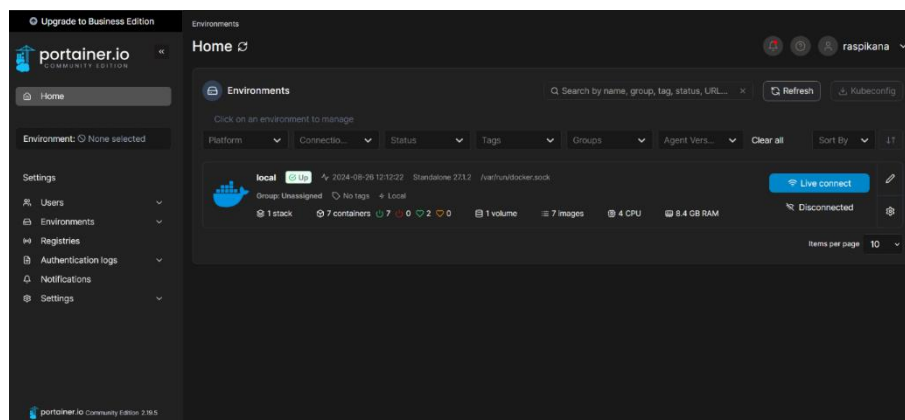 Upgrade to Business Edition
portainer.io
COMMUNITY EDITION
Home
Environment: None selected
Settings
Users
Environments
Registries
Authentication logs
Notifications
Settings
portainer.io Community Edition 2.19.5
Environments
Home
raspikana
Environments
Search by name, group, tag, status, URL...
Refresh
Kubeconfig
Click on an environment to manage
Platform
Connectio...
Status
Tags
Groups
Agent Vers...
Clear all
Sort By
local Up 2024-08-26 12:12:22 Standalone 27.1.2 /var/run/docker.sock
Group: Unassigned No tags Local
1 stack 7 containers 7 0 2 0 1 volume 7 images 4 CPU 8.4 GB RAM
Live connect
Disconnected
Items per page 10